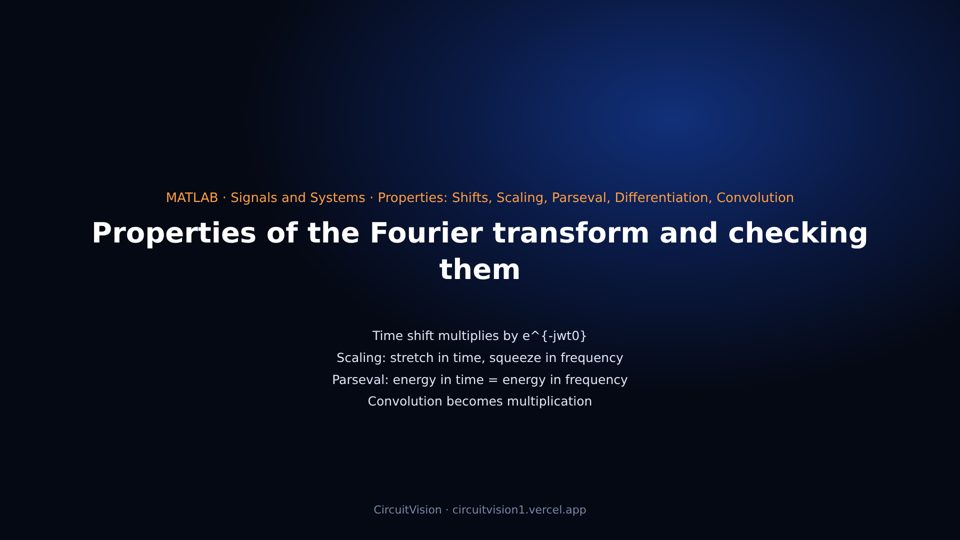 MATLAB · Signals and Systems · Properties: Shifts, Scaling, Parseval, Differentiation, Convolution
Properties of the Fourier transform and checking
them
Time shift multiplies by e^{-jwt0}
Scaling: stretch in time, squeeze in frequency
Parseval: energy in time = energy in frequency
Convolution becomes multiplication
CircuitVision · circuitvision1.vercel.app